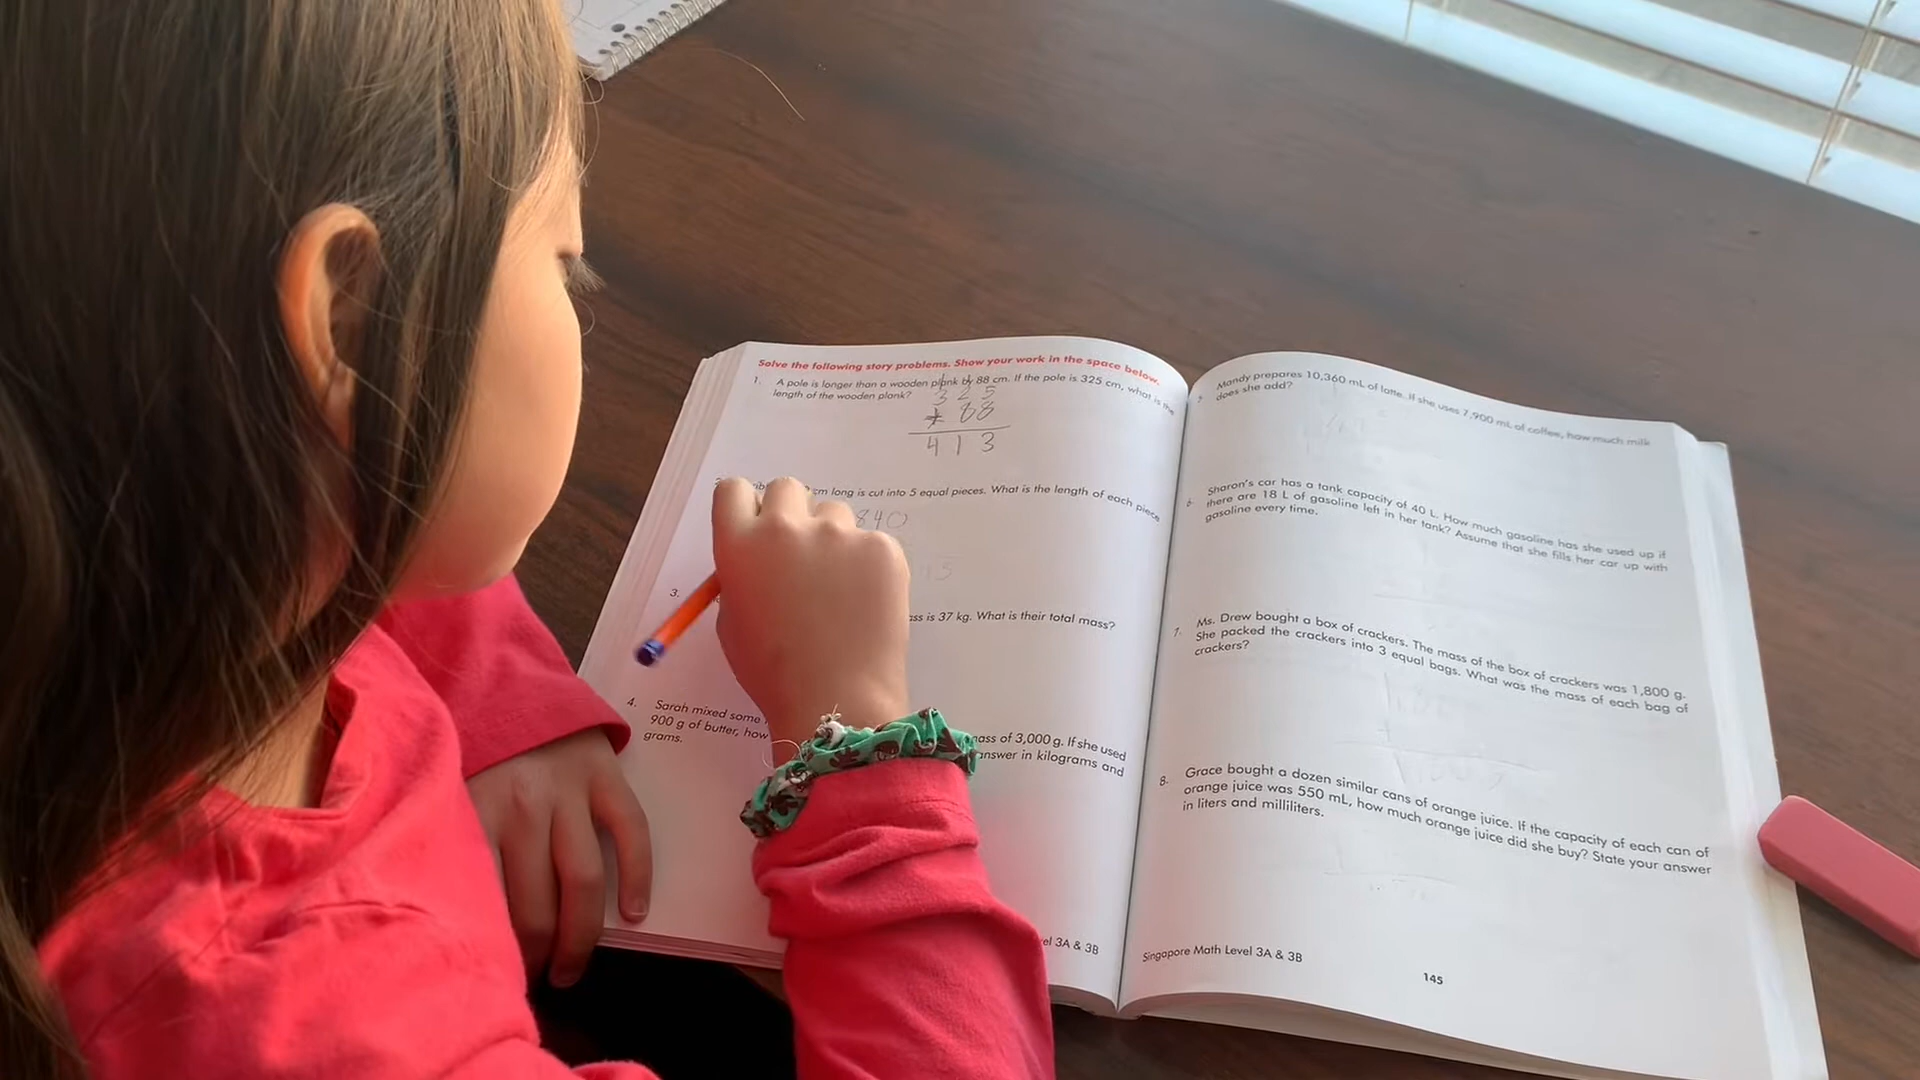 Solve the following story problems. Show your work in the space below.
1. A pole is longer than a wooden plank by 88 cm. If the pole is 325 cm, what is the
length of the wooden plank?
1 1
3 2 5
+ 88
4 1 3
cm long is cut into 5 equal pieces. What is the length of each piece
840
3.
is 37 kg. What is their total mass?
4. Sarah mixed some
mass of 3,000 g. If she used
900 g of butter, how
answer in kilograms and
grams.
3A & 3B
Mandy prepares 10,360 mL of latte. If she uses 7,900 mL of coffee, how much milk
does she add?
6. Sharon's car has a tank capacity of 40 L. How much gasoline has she used up if
there are 18 L of gasoline left in her tank? Assume that she fills her car up with
gasoline every time.
7. Ms. Drew bought a box of crackers. The mass of the box of crackers was 1,800 g.
She packed the crackers into 3 equal bags. What was the mass of each bag of
crackers?
8. Grace bought a dozen similar cans of orange juice. If the capacity of each can of
orange juice was 550 mL, how much orange juice did she buy? State your answer
in liters and milliliters.
Singapore Math Level 3A & 3B
145